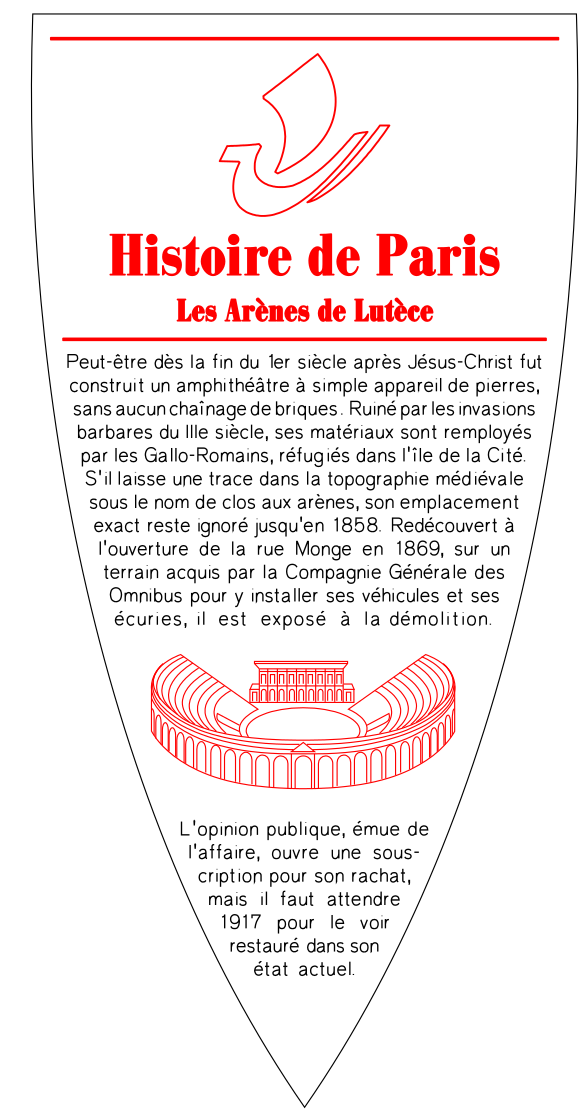 Histoire de Paris
Les Arènes de Lutèce
Peut-être dès la fin du 1er siècle après Jésus-Christ fut
construit un amphithéâtre à simple appareil de pierres,
sans aucun chaînage de briques. Ruiné par les invasions
barbares du IIIe siècle, ses matériaux sont remployés
par les Gallo-Romains, réfugiés dans l'île de la Cité.
S'il laisse une trace dans la topographie médiévale
sous le nom de clos aux arènes, son emplacement
exact reste ignoré jusqu'en 1858. Redécouvert à
l'ouverture de la rue Monge en 1869, sur un
terrain acquis par la Compagnie Générale des
Omnibus pour y installer ses véhicules et ses
écuries, il est exposé à la démolition.
L'opinion publique, émue de
l'affaire, ouvre une sous-
cription pour son rachat,
mais il faut attendre
1917 pour le voir
restauré dans son
état actuel.